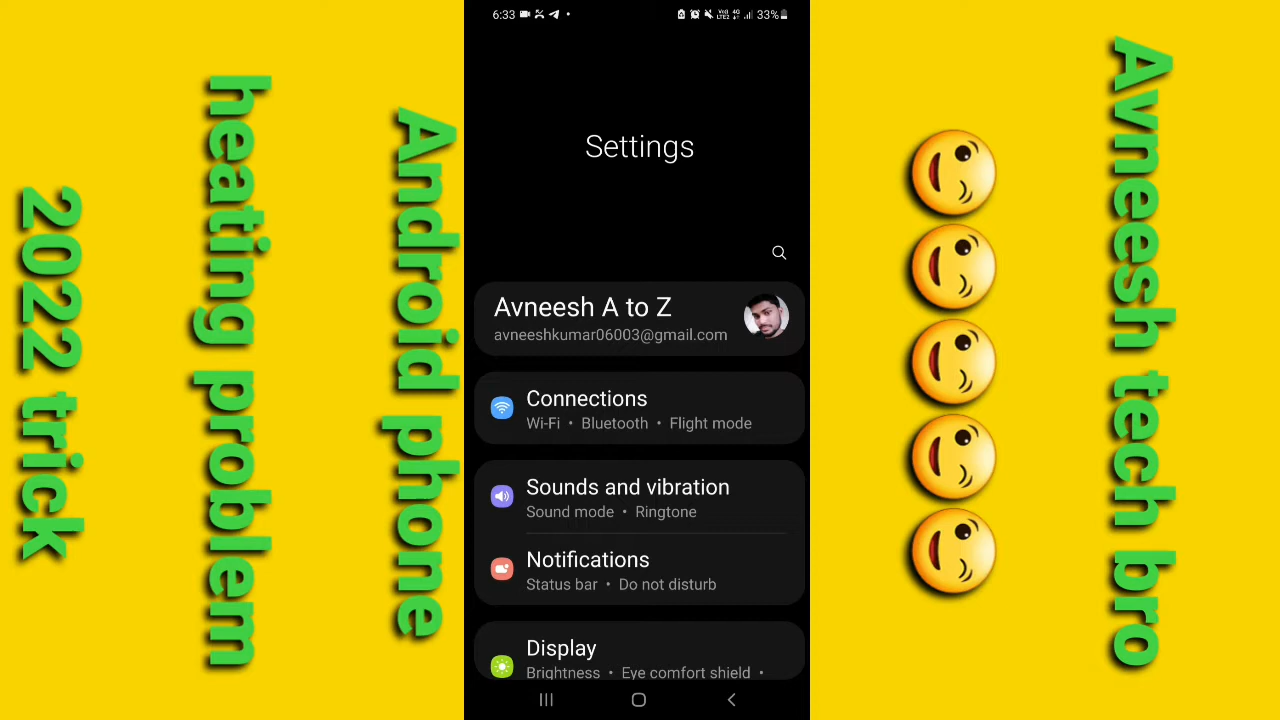 Android phone
heating problem
2022 trick
6:33
33%
Settings
Avneesh A to Z
avneeshkumar06003@gmail.com
Connections
Wi-Fi • Bluetooth • Flight mode
Sounds and vibration
Sound mode • Ringtone
Notifications
Status bar • Do not disturb
Display
Brightness • Eye comfort shield •
Avneesh tech bro